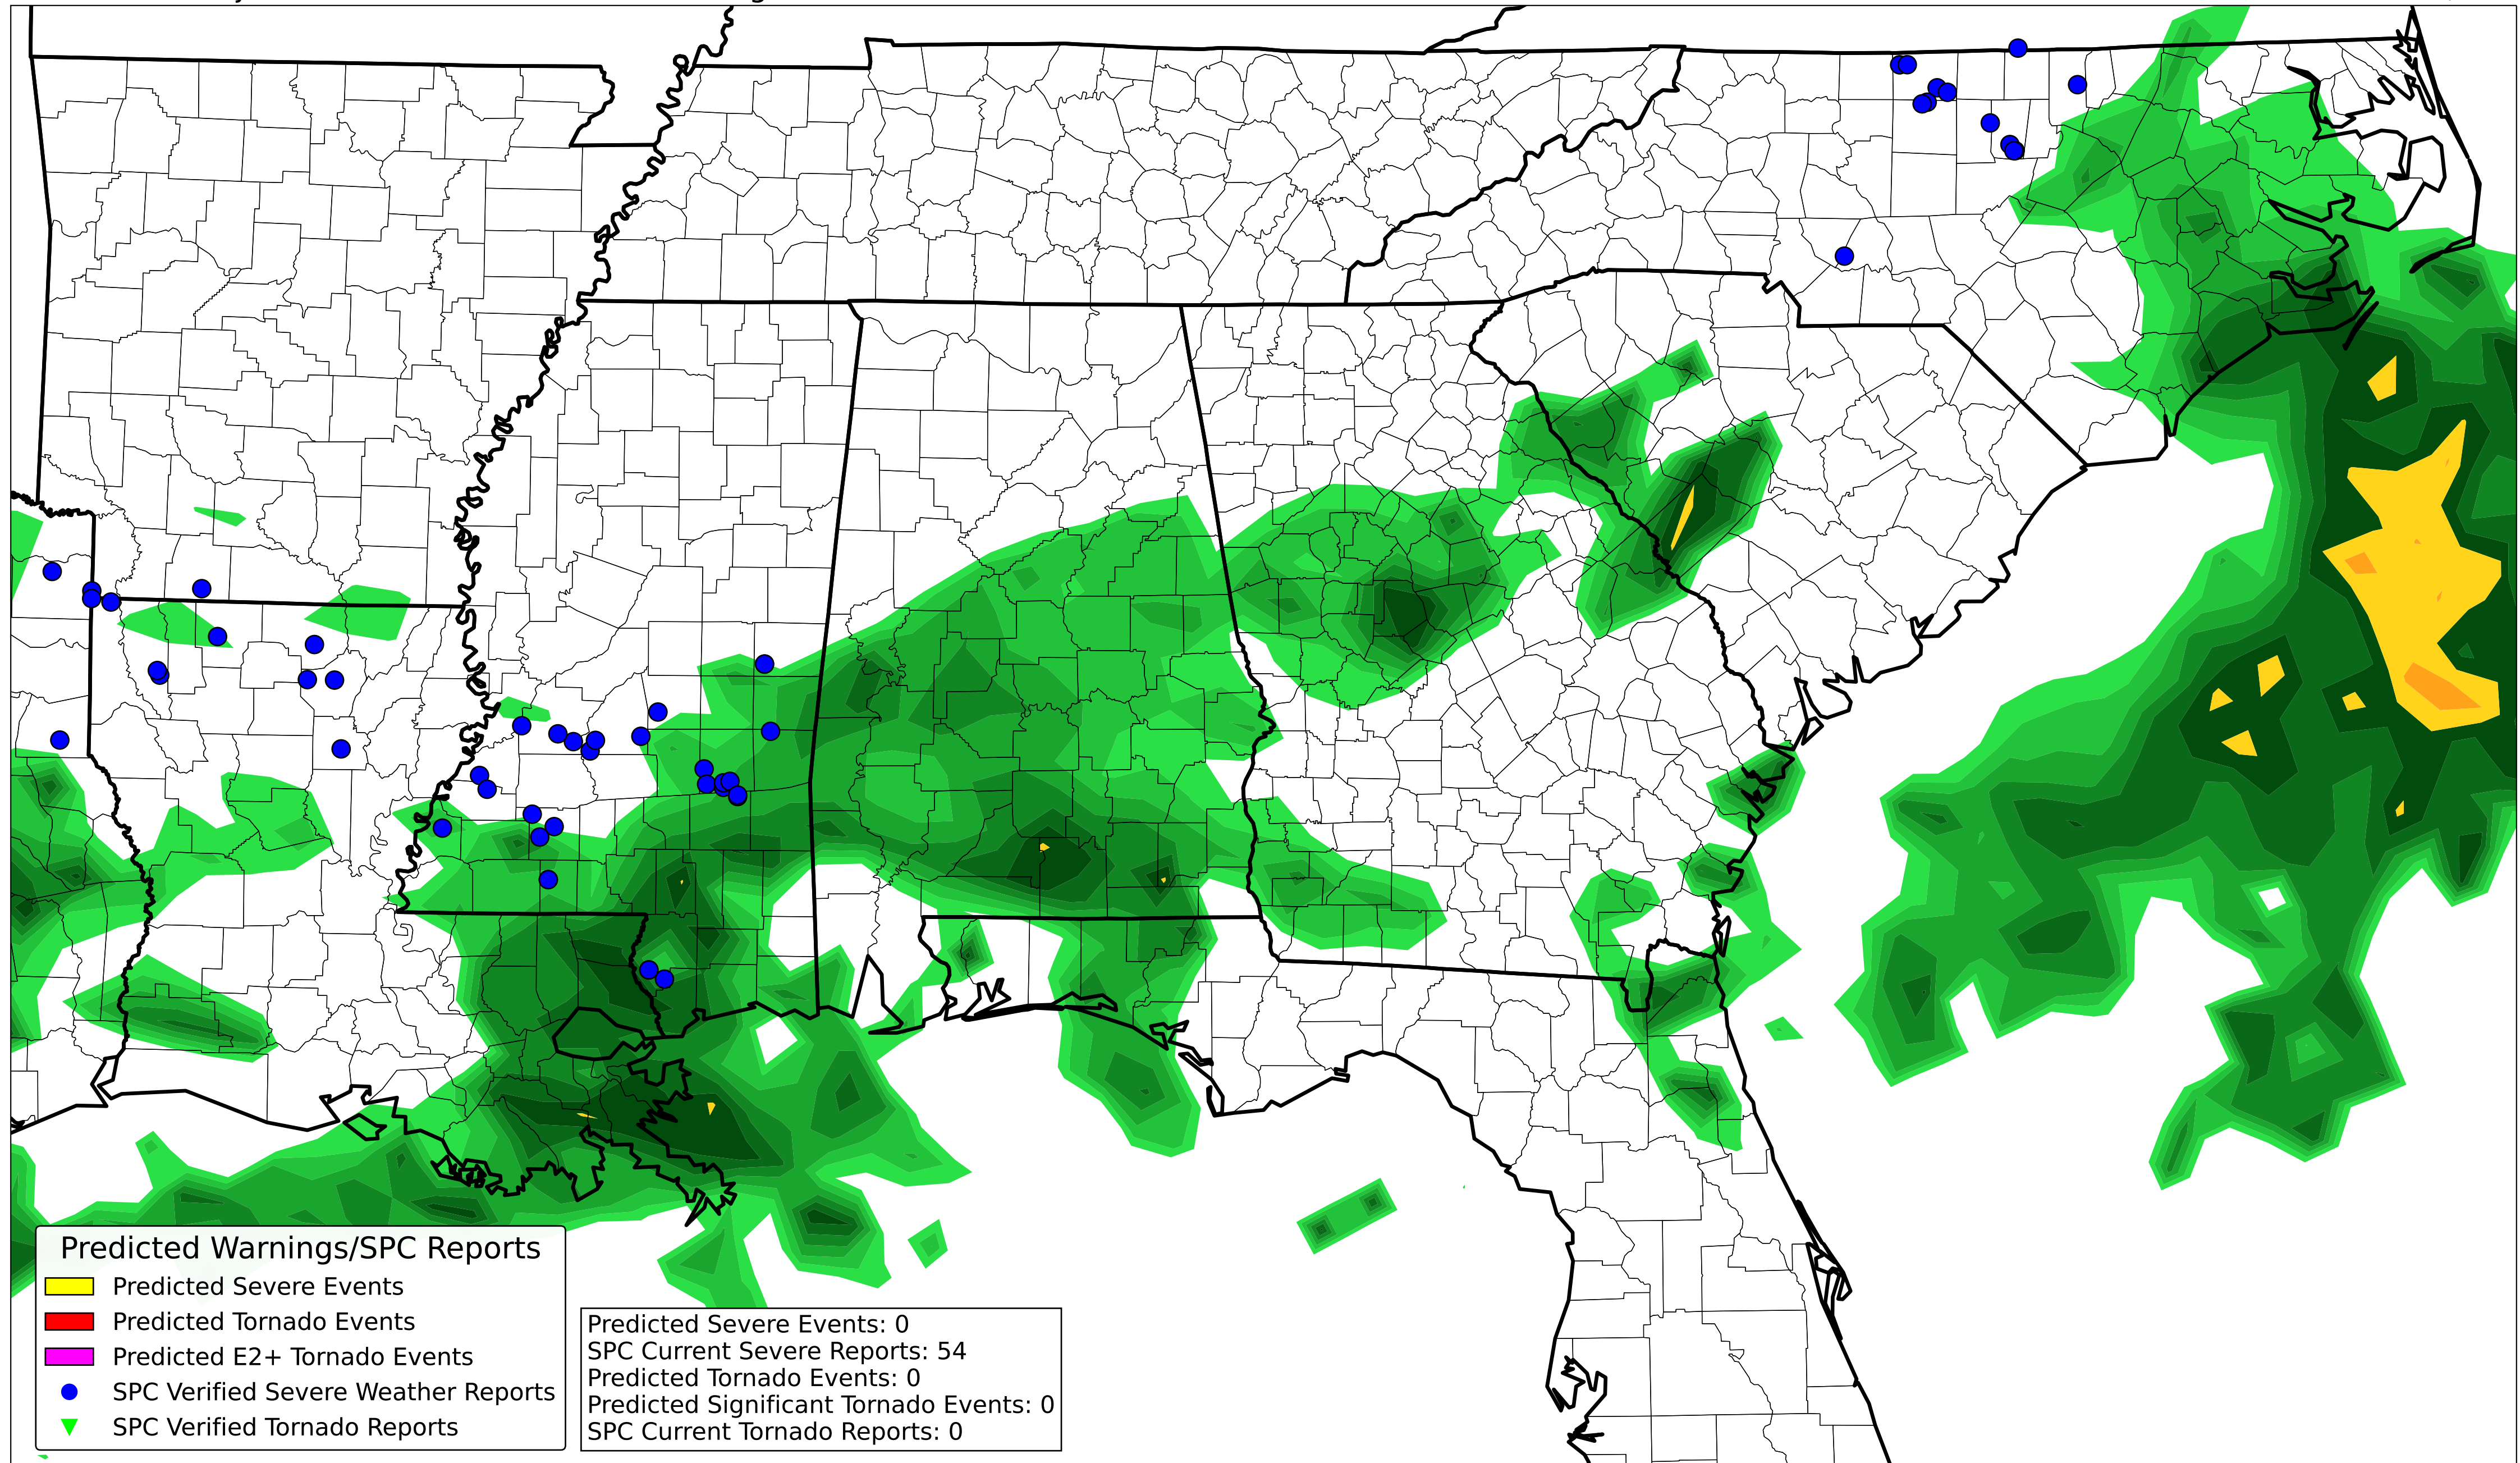 Predicted Warnings/SPC Reports
Predicted Severe Events
Predicted Tornado Events
Predicted E2+ Tornado Events
SPC Verified Severe Weather Reports
SPC Verified Tornado Reports
Predicted Severe Events: 0
SPC Current Severe Reports: 54
Predicted Tornado Events: 0
Predicted Significant Tornado Events: 0
SPC Current Tornado Reports: 0